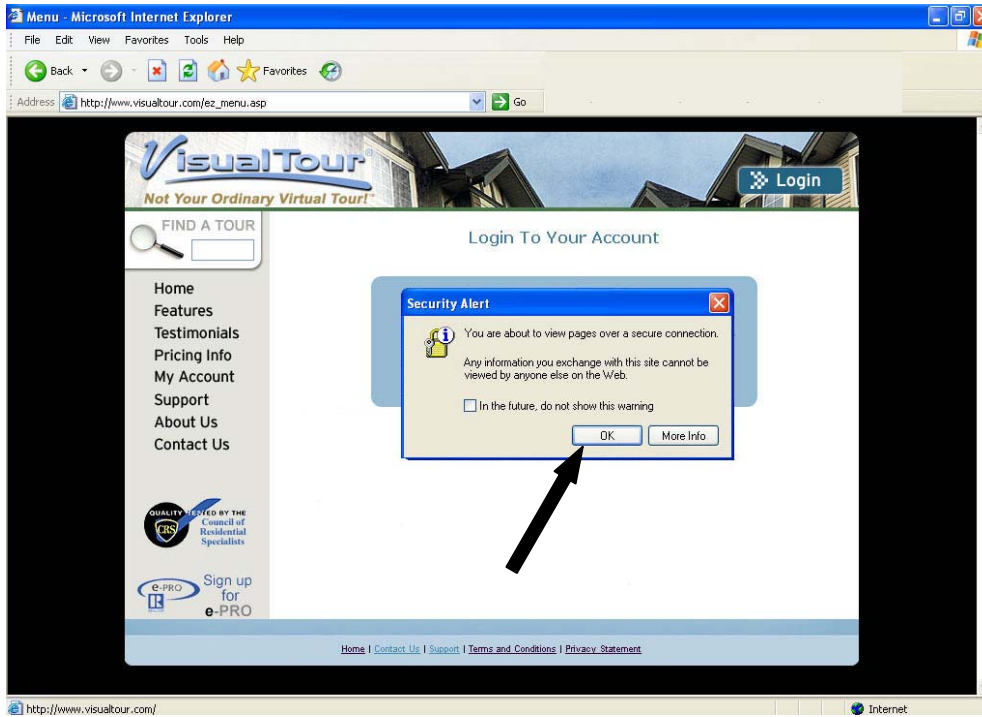 Menu - Microsoft Internet Explorer
File Edit View Favorites Tools Help
Back Favorites
Address http://www.visualtour.com/ez_menu.asp Go
VisualTour®
Not Your Ordinary Virtual Tour!
Login
FIND A TOUR
Login To Your Account
Home
Features
Testimonials
Pricing Info
My Account
Support
About Us
Contact Us
Security Alert
You are about to view pages over a secure connection.
Any information you exchange with this site cannot be
viewed by anyone else on the Web.
In the future, do not show this warning
OK More Info
QUALITY TESTED BY THE
Council of
Residential
Specialists
CRS
e-PRO
R
Sign up
for
e-PRO
Home | Contact Us | Support | Terms and Conditions | Privacy Statement
http://www.visualtour.com/ Internet